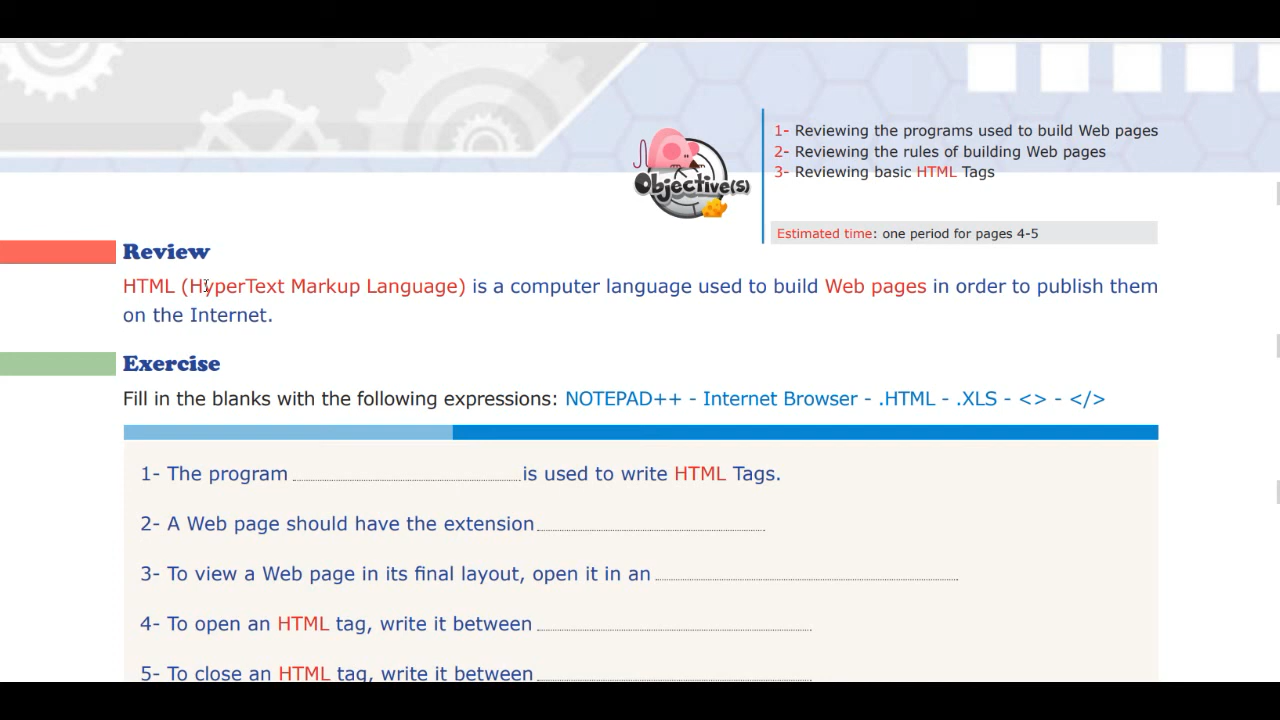 Objective(s)
1- Reviewing the programs used to build Web pages
2- Reviewing the rules of building Web pages
3- Reviewing basic HTML Tags
Estimated time: one period for pages 4-5
Review
HTML (HyperText Markup Language) is a computer language used to build Web pages in order to publish them
on the Internet.
Exercise
Fill in the blanks with the following expressions: NOTEPAD++ - Internet Browser - .HTML - .XLS - <> - </>
1- The program ........................ is used to write HTML Tags.
2- A Web page should have the extension ........................
3- To view a Web page in its final layout, open it in an ........................
4- To open an HTML tag, write it between ........................
5- To close an HTML tag, write it between ........................